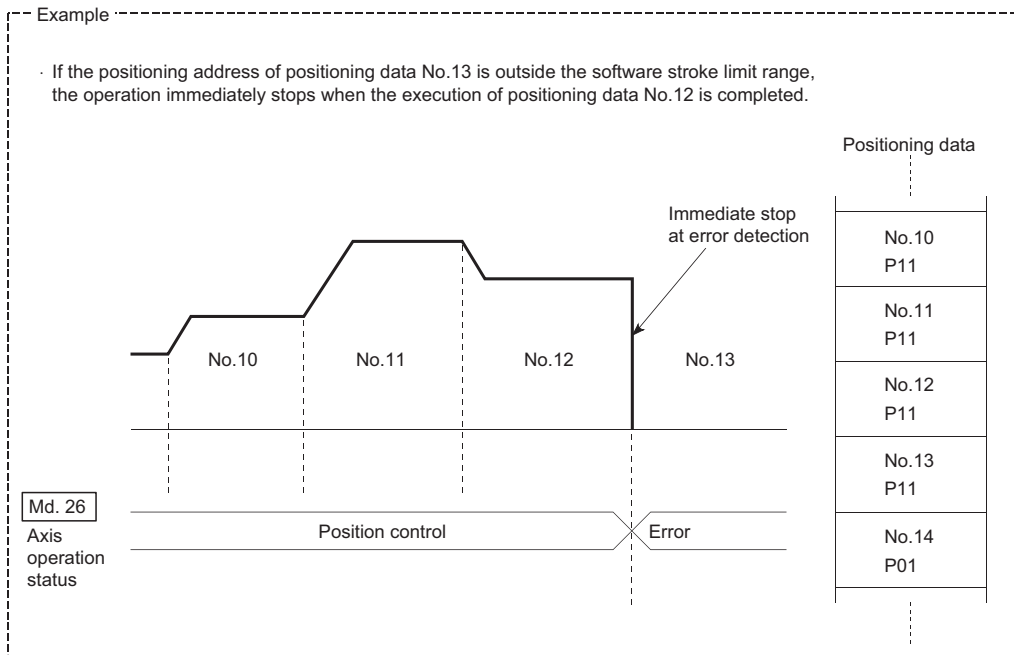 Example
· If the positioning address of positioning data No.13 is outside the software stroke limit range,
the operation immediately stops when the execution of positioning data No.12 is completed.
Positioning data
Immediate stop
at error detection
No.10
No.11
No.12
No.13
No.10
P11
No.11
P11
No.12
P11
No.13
P11
No.14
P01
Md. 26
Axis
operation
status
Position control
Error